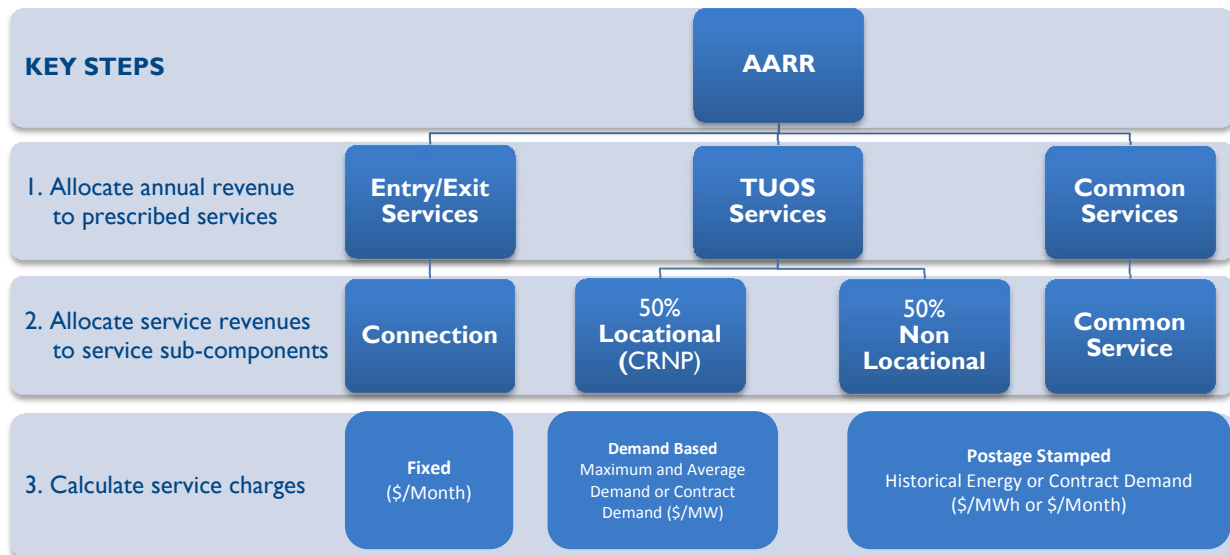 KEY STEPS
AARR
1. Allocate annual revenue
to prescribed services
Entry/Exit
Services
TUOS
Services
Common
Services
2. Allocate service revenues
to service sub-components
Connection
50%
Locational
(CRNP)
50%
Non
Locational
Common
Service
3. Calculate service charges
Fixed
($/Month)
Demand Based
Maximum and Average
Demand or Contract
Demand ($/MW)
Postage Stamped
Historical Energy or Contract Demand
($/MWh or $/Month)